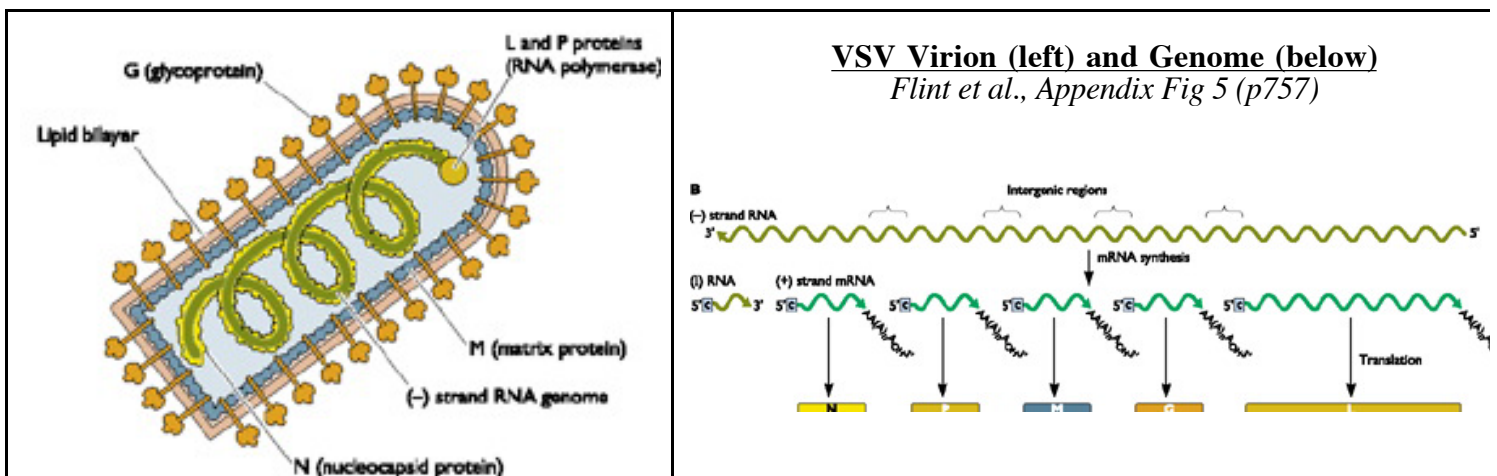 L and P proteins
(RNA polymerase)
G (glycoprotein)
Lipid bilayer
M (matrix protein)
(–) strand RNA genome
N (nucleocapsid protein)
VSV Virion (left) and Genome (below)
Flint et al., Appendix Fig 5 (p757)
B
Intergenic regions
(–) strand RNA
3' 5'
mRNA synthesis
(l) RNA (+) strand mRNA
5' c 3' 5' c 5' c 5' c 5' c 5' c
Translation
N P M G L